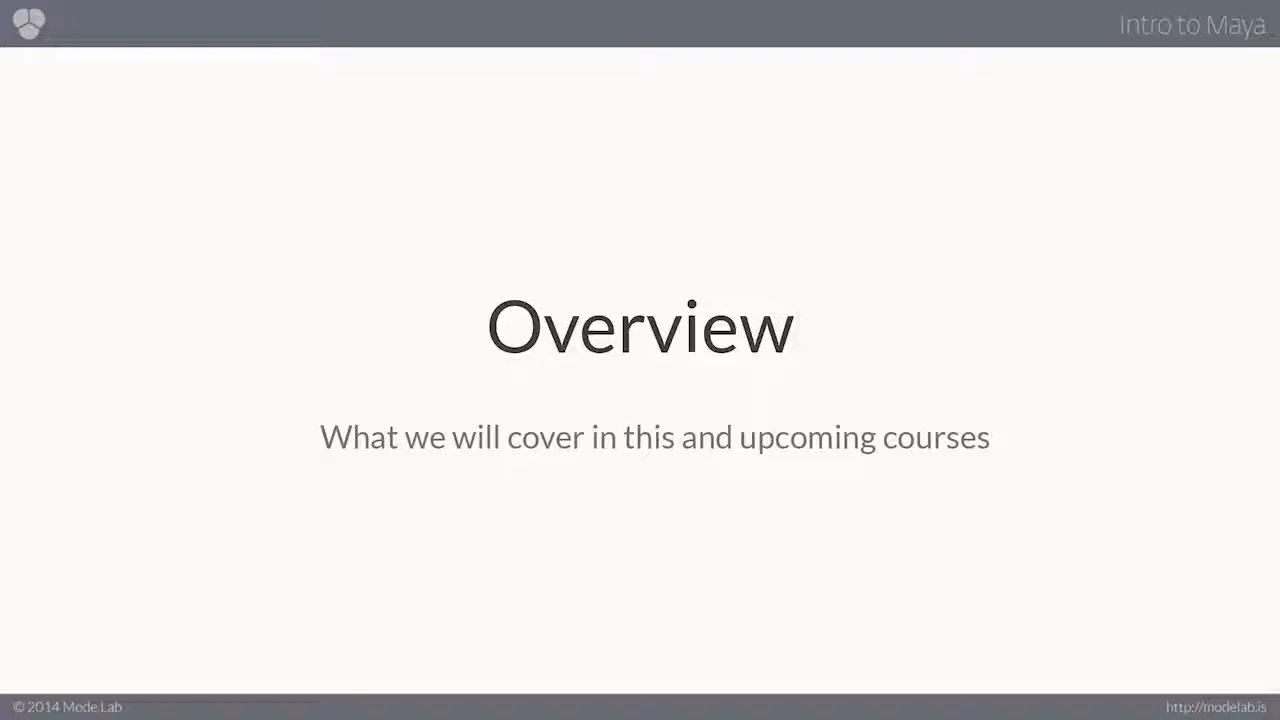 Intro to Maya
Overview
What we will cover in this and upcoming courses
© 2014 Mode Lab
http://modelab.is